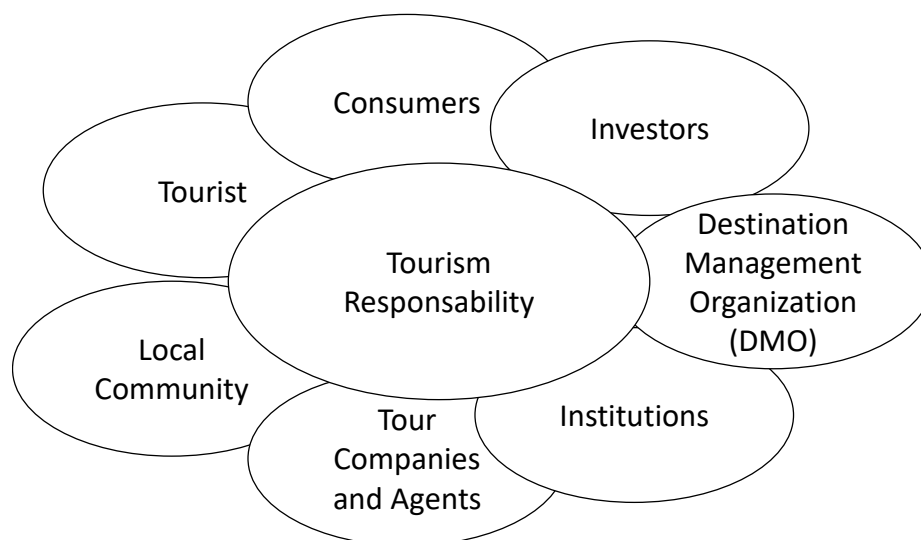 Consumers
Investors
Tourist
Destination
Management
Organization
(DMO)
Tourism
Responsability
Local
Community
Tour
Companies
and Agents
Institutions